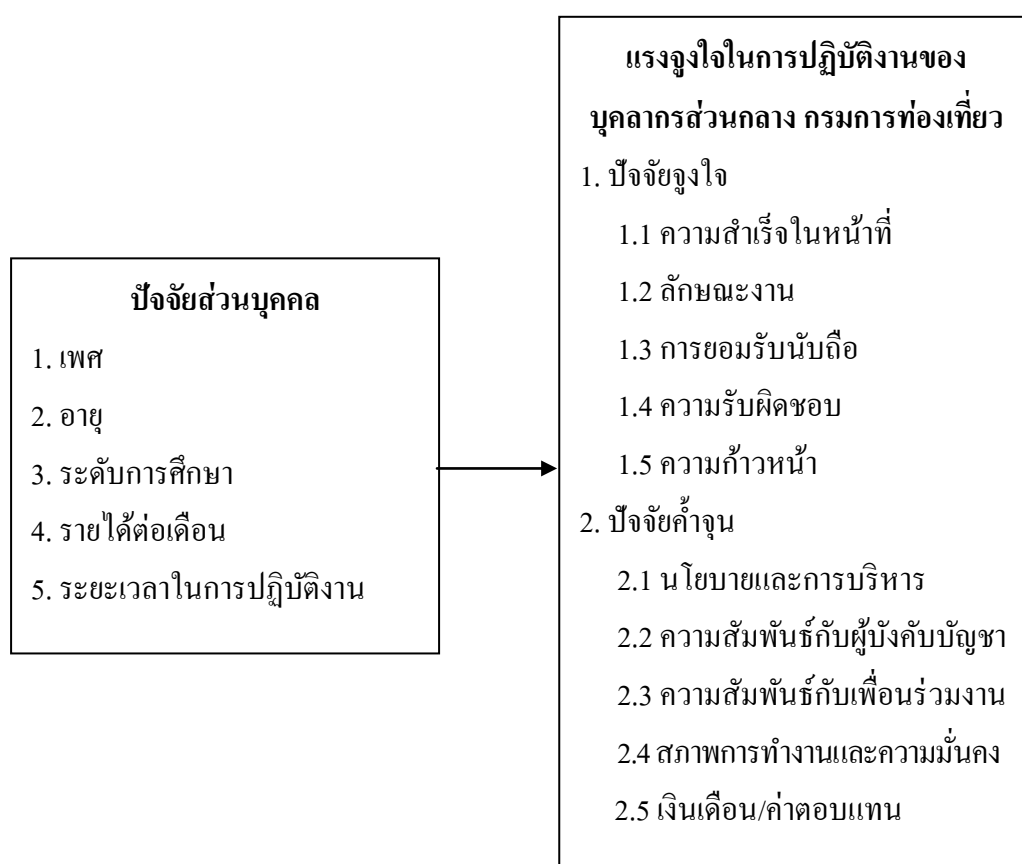 ปัจจัยส่วนบุคคล
1. เพศ
2. อายุ
3. ระดับการศึกษา
4. รายได้ต่อเดือน
5. ระยะเวลาในการปฏิบัติงาน
แรงจูงใจในการปฏิบัติงานของ
บุคลากรส่วนกลาง กรมการท่องเที่ยว
1. ปัจจัยจูงใจ
1.1 ความสำเร็จในหน้าที่
1.2 ลักษณะงาน
1.3 การยอมรับนับถือ
1.4 ความรับผิดชอบ
1.5 ความก้าวหน้า
2. ปัจจัยค้ำจุน
2.1 นโยบายและการบริหาร
2.2 ความสัมพันธ์กับผู้บังคับบัญชา
2.3 ความสัมพันธ์กับเพื่อนร่วมงาน
2.4 สภาพการทำงานและความมั่นคง
2.5 เงินเดือน/ค่าตอบแทน